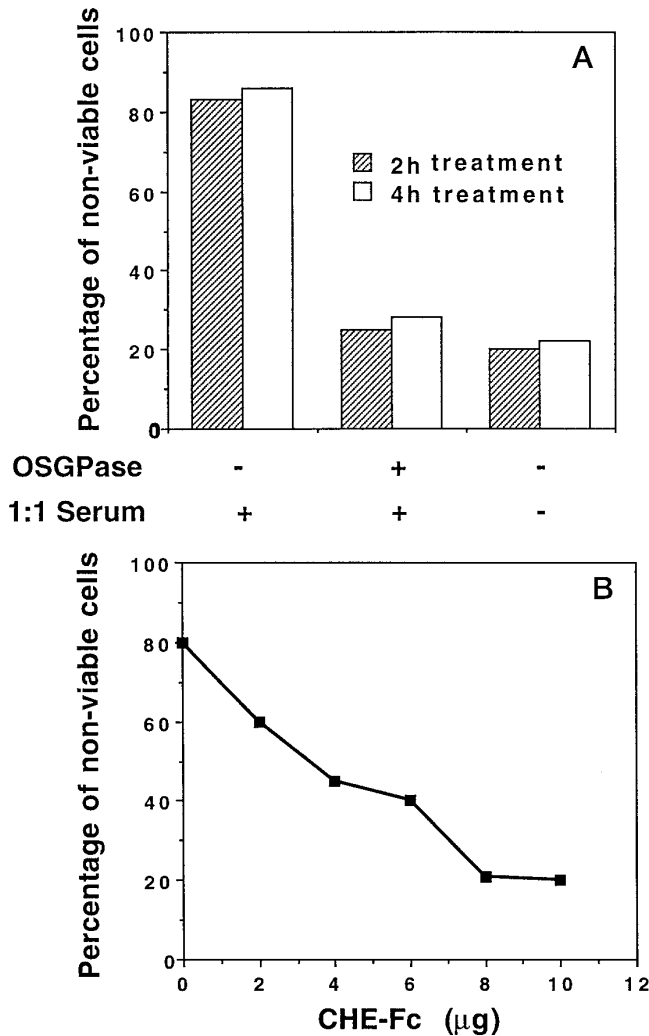 A
Percentage of non-viable cells
100
80
60
40
20
0
2h treatment
4h treatment
OSGPase - + -
1:1 Serum + + -
B
Percentage of non-viable cells
100
80
60
40
20
0
0 2 4 6 8 10 12
CHE-Fc (μg)